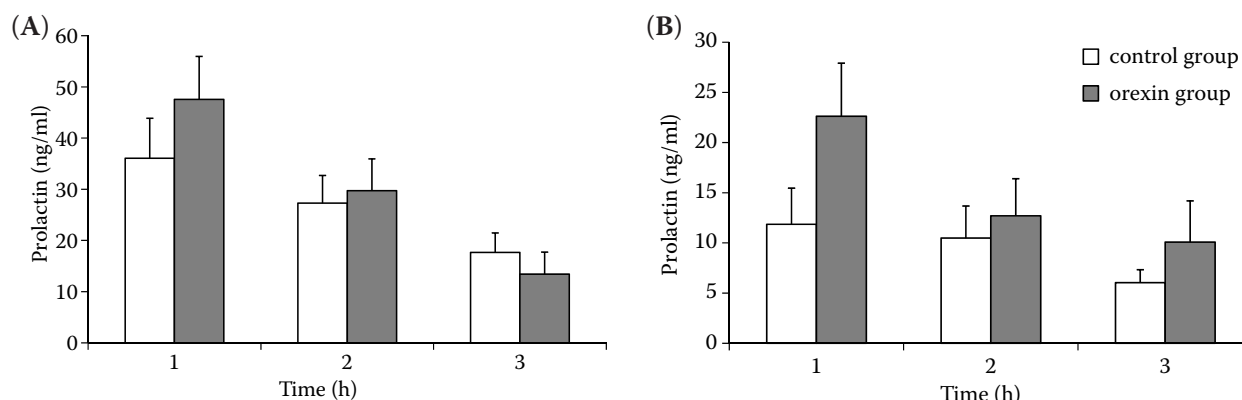 (A)
Prolactin (ng/ml)
60
50
40
30
20
10
0
1 2 3
Time (h)
(B)
Prolactin (ng/ml)
30
25
20
15
10
5
0
1 2 3
Time (h)
control group
orexin group